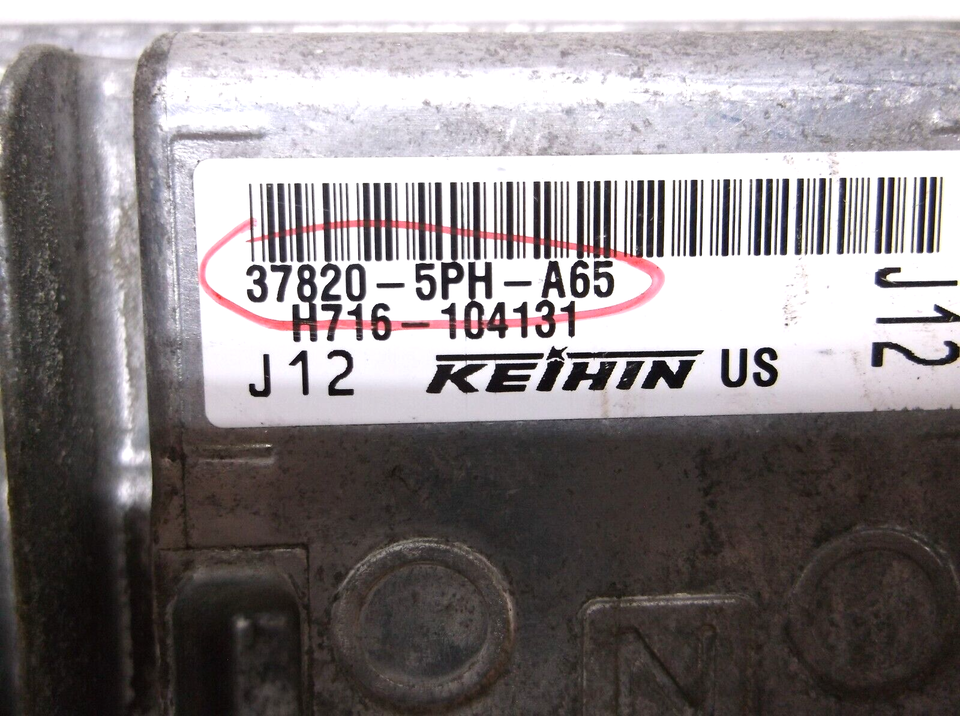 37820-5PH-A65
H716-104131
J12 KEIHIN US
J12